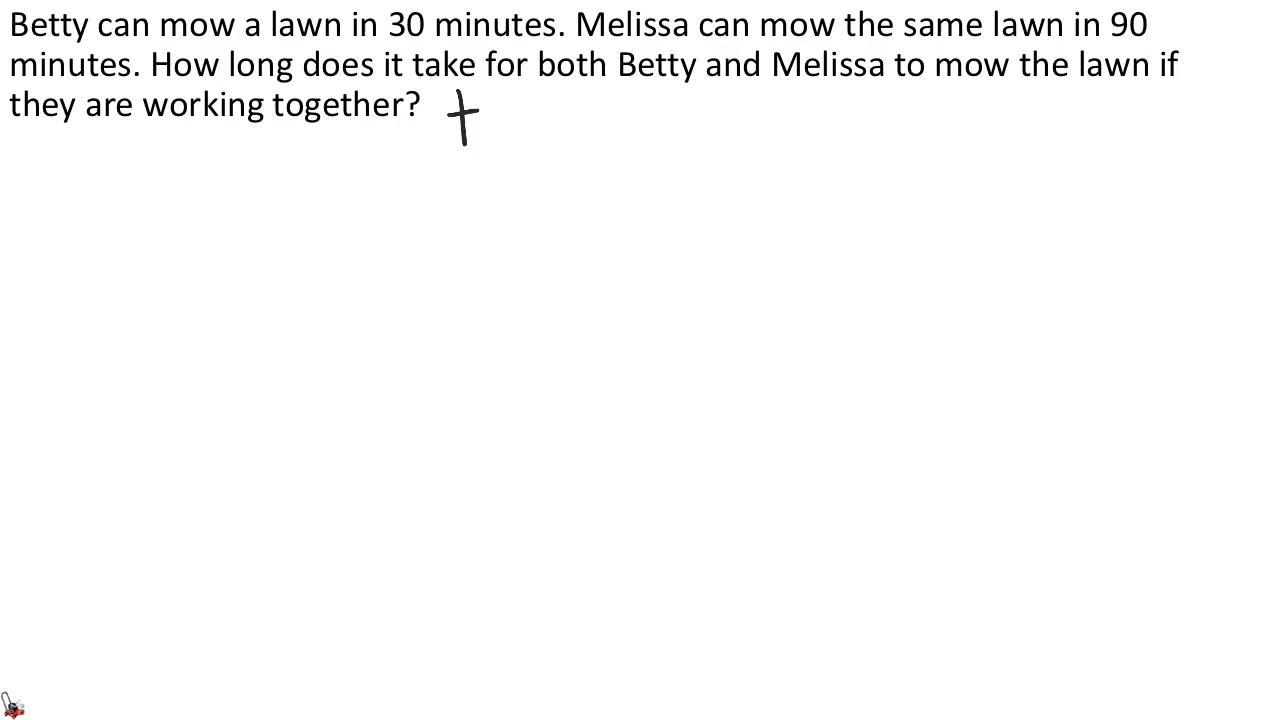 Betty can mow a lawn in 30 minutes. Melissa can mow the same lawn in 90
minutes. How long does it take for both Betty and Melissa to mow the lawn if
they are working together? t